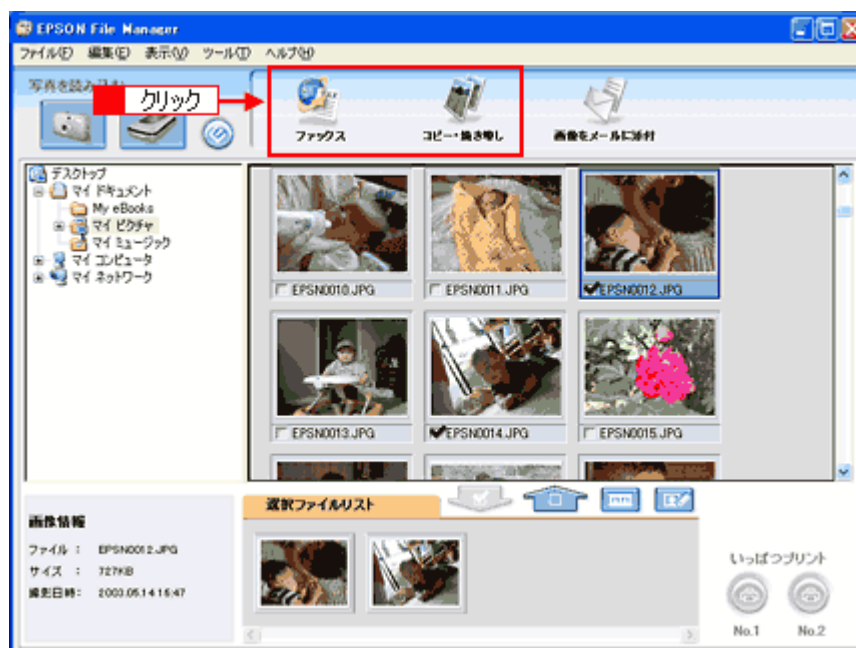 EPSON File Manager
ファイル(F) 編集(E) 表示(V) ツール(T) ヘルプ(H)
写真を読み込む
クリック
ファックス
コピー・焼き増し
画像をメールに添付
デスクトップ
マイ ドキュメント
My eBooks
マイ ピクチャ
マイ ミュージック
マイ コンピュータ
マイ ネットワーク
EPSN0010.JPG EPSN0011.JPG EPSN0012.JPG
EPSN0013.JPG EPSN0014.JPG EPSN0015.JPG
選択ファイルリスト
画像情報
ファイル : EPSN0012.JPG
サイズ : 727KB
撮影日時: 2003.05.14 15:47
いっぱつプリント
No.1 No.2